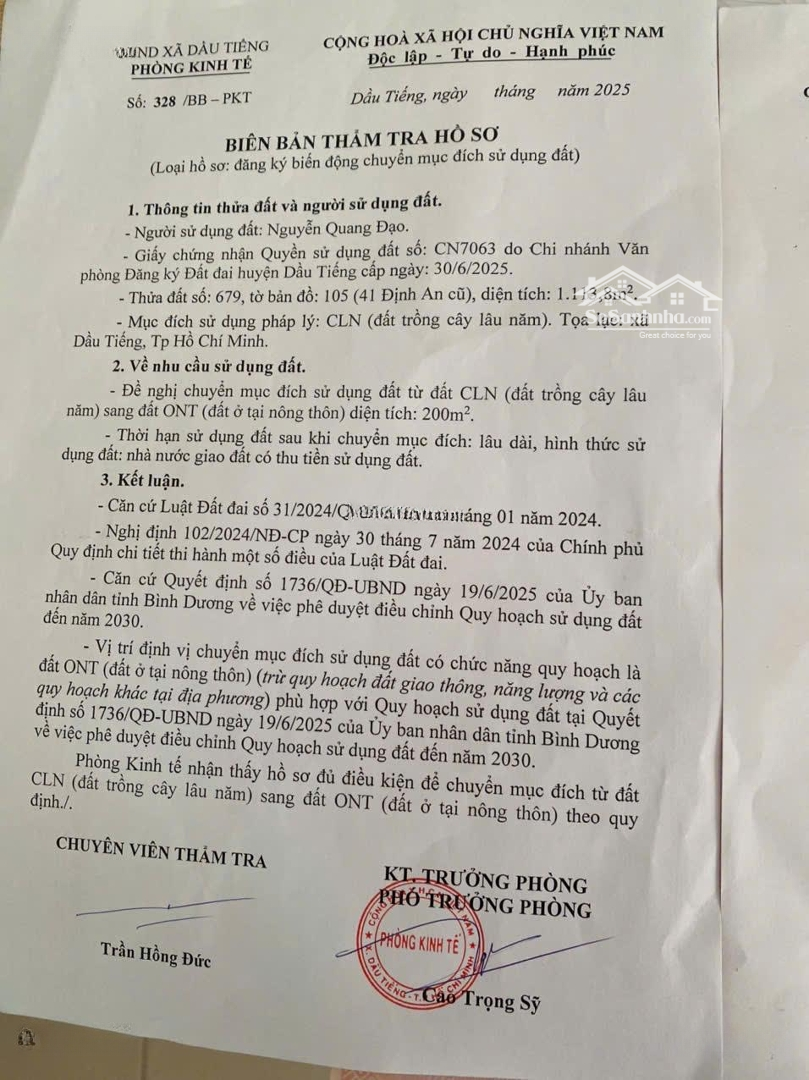 UBND XÃ DẦU TIẾNG
PHÒNG KINH TẾ
Số: 328 /BB – PKT
CỘNG HOÀ XÃ HỘI CHỦ NGHĨA VIỆT NAM
Độc lập - Tự do - Hạnh phúc
Dầu Tiếng, ngày tháng năm 2025
BIÊN BẢN THẨM TRA HỒ SƠ
(Loại hồ sơ: đăng ký biến động chuyển mục đích sử dụng đất)
1. Thông tin thửa đất và người sử dụng đất.
- Người sử dụng đất: Nguyễn Quang Đạo.
- Giấy chứng nhận Quyền sử dụng đất số: CN7063 do Chi nhánh Văn
phòng Đăng ký Đất đai huyện Dầu Tiếng cấp ngày: 30/6/2025.
- Thửa đất số: 679, tờ bản đồ: 105 (41 Định An cũ), diện tích: 1.113,8m².
- Mục đích sử dụng pháp lý: CLN (đất trồng cây lâu năm). Tọa lạc: xã
Dầu Tiếng, Tp Hồ Chí Minh.
SoSanhnha.com
Great choice for you
2. Về nhu cầu sử dụng đất.
- Đề nghị chuyển mục đích sử dụng đất từ đất CLN (đất trồng cây lâu
năm) sang đất ONT (đất ở tại nông thôn) diện tích: 200m².
- Thời hạn sử dụng đất sau khi chuyển mục đích: lâu dài, hình thức sử
dụng đất: nhà nước giao đất có thu tiền sử dụng đất.
3. Kết luận.
- Căn cứ Luật Đất đai số 31/2024/ 01 năm 2024.
- Nghị định 102/2024/NĐ-CP ngày 30 tháng 7 năm 2024 của Chính phủ
Quy định chi tiết thi hành một số điều của Luật Đất đai.
- Căn cứ Quyết định số 1736/QĐ-UBND ngày 19/6/2025 của Ủy ban
nhân dân tỉnh Bình Dương về việc phê duyệt điều chỉnh Quy hoạch sử dụng đất
đến năm 2030.
- Vị trí định vị chuyển mục đích sử dụng đất có chức năng quy hoạch là
đất ONT (đất ở tại nông thôn) (trừ quy hoạch đất giao thông, năng lượng và các
quy hoạch khác tại địa phương) phù hợp với Quy hoạch sử dụng đất tại Quyết
định số 1736/QĐ-UBND ngày 19/6/2025 của Ủy ban nhân dân tỉnh Bình Dương
về việc phê duyệt điều chỉnh Quy hoạch sử dụng đất đến năm 2030.
Phòng Kinh tế nhận thấy hồ sơ đủ điều kiện để chuyển mục đích từ đất
CLN (đất trồng cây lâu năm) sang đất ONT (đất ở tại nông thôn) theo quy
định./.
CHUYÊN VIÊN THẨM TRA
Trần Hồng Đức
KT. TRƯỞNG PHÒNG
PHÓ TRƯỞNG PHÒNG
PHÒNG KINH TẾ
X. DẦU TIẾNG - T. HỒ CHÍ MINH
Cao Trọng Sỹ